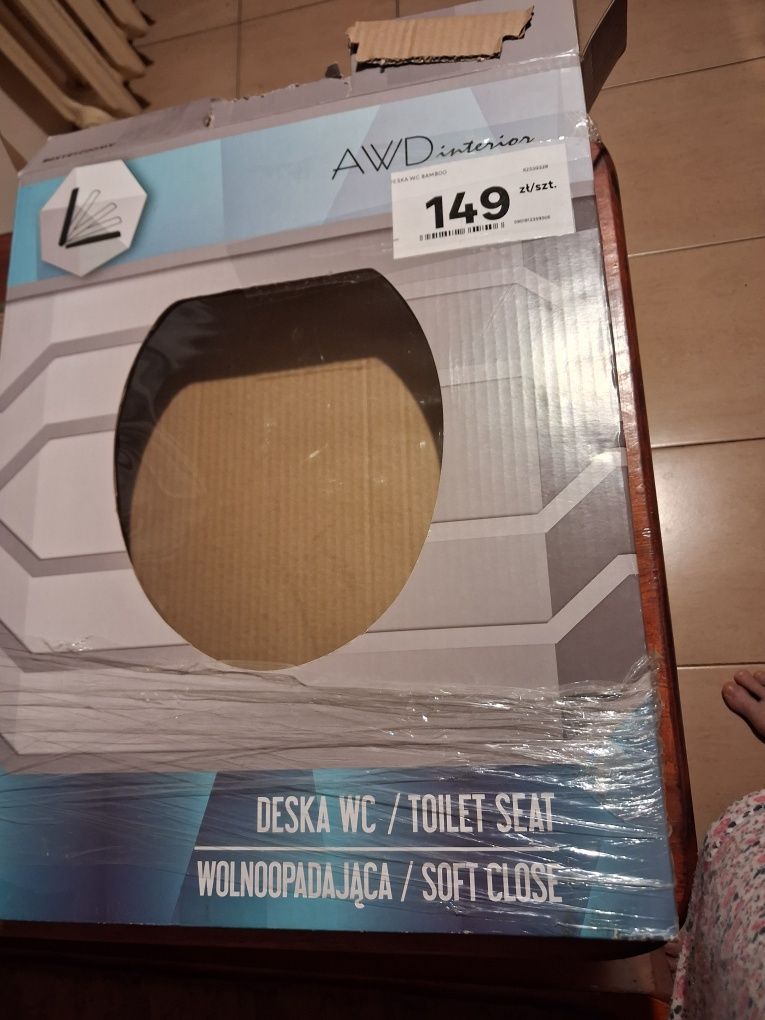 AWD interior
DESKA WC BAMBOO
149 zł/szt.
DESKA WC / TOILET SEAT
WOLNOOPADAJĄCA / SOFT CLOSE